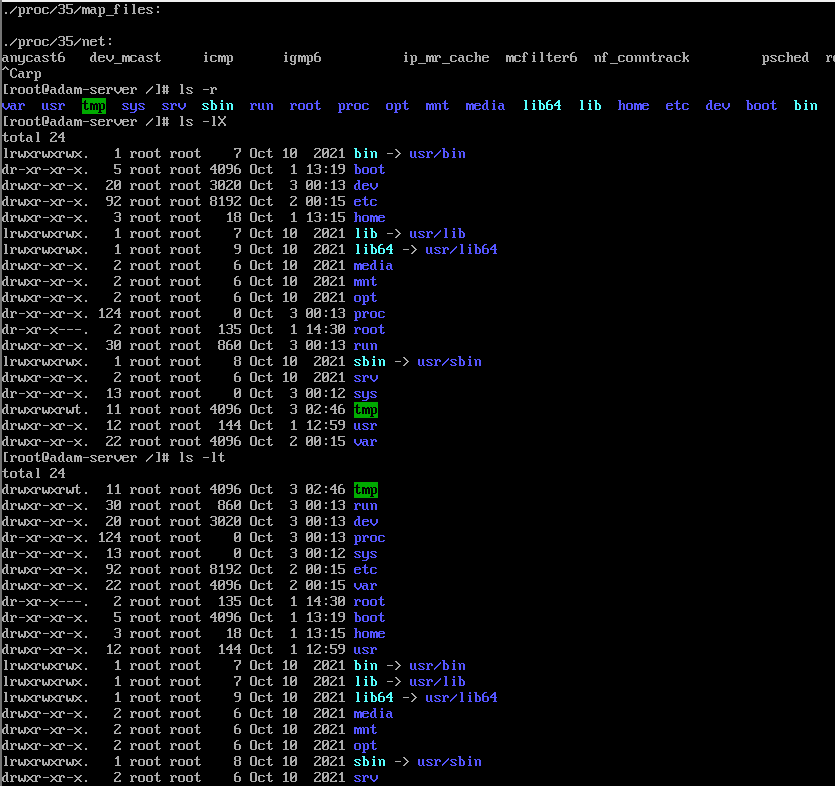 ./proc/35/map_files:
./proc/35/net:
anycast6   dev_mcast     icmp      igmp6          ip_mr_cache  mcfilter6  nf_conntrack         psched  r
^Carp
[root@adam-server /]# ls -r
var  usr  tmp  sys  srv  sbin  run  root  proc  opt  mnt  media  lib64  lib  home  etc  dev  boot  bin
[root@adam-server /]# ls -lX
total 24
lrwxrwxrwx.   1 root root    7 Oct 10  2021 bin -> usr/bin
dr-xr-xr-x.   5 root root 4096 Oct  1 13:19 boot
drwxr-xr-x.  20 root root 3020 Oct  3 00:13 dev
drwxr-xr-x.  92 root root 8192 Oct  2 00:15 etc
drwxr-xr-x.   3 root root   18 Oct  1 13:15 home
lrwxrwxrwx.   1 root root    7 Oct 10  2021 lib -> usr/lib
lrwxrwxrwx.   1 root root    9 Oct 10  2021 lib64 -> usr/lib64
drwxr-xr-x.   2 root root    6 Oct 10  2021 media
drwxr-xr-x.   2 root root    6 Oct 10  2021 mnt
drwxr-xr-x.   2 root root    6 Oct 10  2021 opt
dr-xr-xr-x. 124 root root    0 Oct  3 00:13 proc
dr-xr-x---.   2 root root  135 Oct  1 14:30 root
drwxr-xr-x.  30 root root  860 Oct  3 00:13 run
lrwxrwxrwx.   1 root root    8 Oct 10  2021 sbin -> usr/sbin
drwxr-xr-x.   2 root root    6 Oct 10  2021 srv
dr-xr-xr-x.  13 root root    0 Oct  3 00:12 sys
drwxrwxrwt.  11 root root 4096 Oct  3 02:46 tmp
drwxr-xr-x.  12 root root  144 Oct  1 12:59 usr
drwxr-xr-x.  22 root root 4096 Oct  2 00:15 var
[root@adam-server /]# ls -lt
total 24
drwxrwxrwt.  11 root root 4096 Oct  3 02:46 tmp
drwxr-xr-x.  30 root root  860 Oct  3 00:13 run
drwxr-xr-x.  20 root root 3020 Oct  3 00:13 dev
dr-xr-xr-x. 124 root root    0 Oct  3 00:13 proc
dr-xr-xr-x.  13 root root    0 Oct  3 00:12 sys
drwxr-xr-x.  92 root root 8192 Oct  2 00:15 etc
drwxr-xr-x.  22 root root 4096 Oct  2 00:15 var
dr-xr-x---.   2 root root  135 Oct  1 14:30 root
dr-xr-xr-x.   5 root root 4096 Oct  1 13:19 boot
drwxr-xr-x.   3 root root   18 Oct  1 13:15 home
drwxr-xr-x.  12 root root  144 Oct  1 12:59 usr
lrwxrwxrwx.   1 root root    7 Oct 10  2021 bin -> usr/bin
lrwxrwxrwx.   1 root root    7 Oct 10  2021 lib -> usr/lib
lrwxrwxrwx.   1 root root    9 Oct 10  2021 lib64 -> usr/lib64
drwxr-xr-x.   2 root root    6 Oct 10  2021 media
drwxr-xr-x.   2 root root    6 Oct 10  2021 mnt
drwxr-xr-x.   2 root root    6 Oct 10  2021 opt
lrwxrwxrwx.   1 root root    8 Oct 10  2021 sbin -> usr/sbin
drwxr-xr-x.   2 root root    6 Oct 10  2021 srv